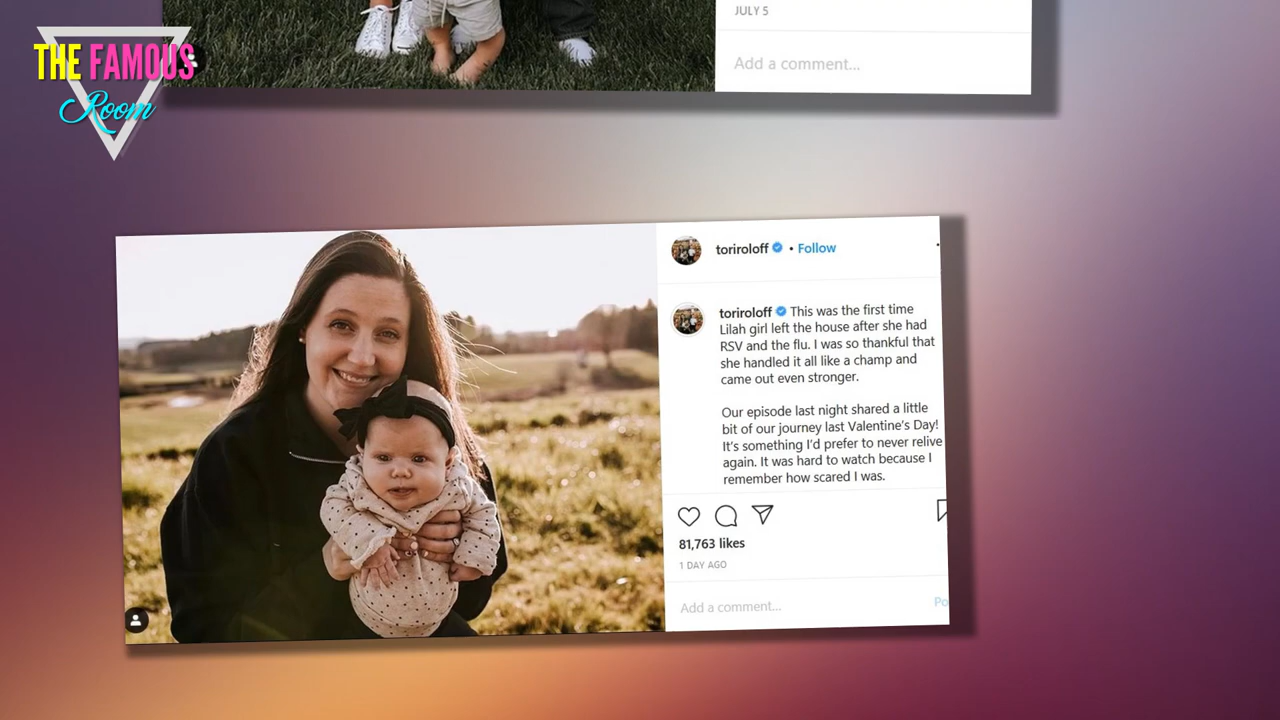 THE FAMOUS
Room
JULY 5
Add a comment...
toriroloff • Follow
toriroloff This was the first time
Lilah girl left the house after she had
RSV and the flu. I was so thankful that
she handled it all like a champ and
came out even stronger.
Our episode last night shared a little
bit of our journey last Valentine's Day!
It's something I'd prefer to never relive
again. It was hard to watch because I
remember how scared I was.
81,763 likes
1 DAY AGO
Add a comment...
Po